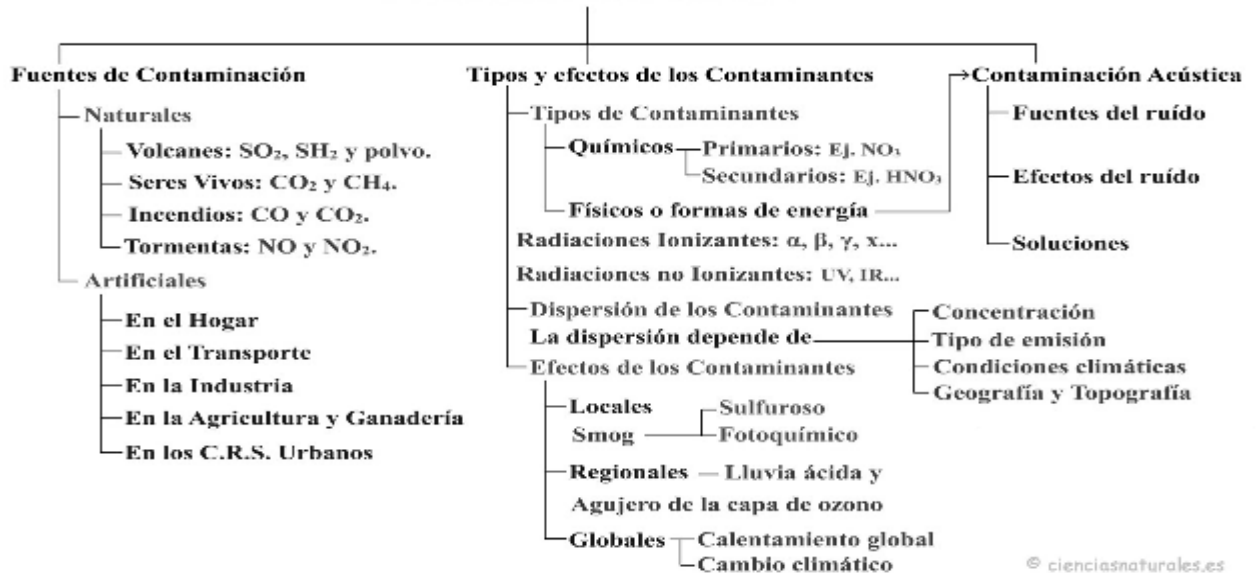 Fuentes de Contaminación
Naturales
Volcanes: SO₂, SH₂ y polvo.
Seres Vivos: CO₂ y CH₄.
Incendios: CO y CO₂.
Tormentas: NO y NO₂.
Artificiales
En el Hogar
En el Transporte
En la Industria
En la Agricultura y Ganadería
En los C.R.S. Urbanos
Tipos y efectos de los Contaminantes
Tipos de Contaminantes
Químicos
Primarios: Ej. NO₃
Secundarios: Ej. HNO₃
Físicos o formas de energía
Radiaciones Ionizantes: α, β, γ, x...
Radiaciones no Ionizantes: UV, IR...
Dispersión de los Contaminantes
La dispersión depende de
Concentración
Tipo de emisión
Condiciones climáticas
Geografía y Topografía
Efectos de los Contaminantes
Locales
Smog
Sulfuroso
Fotoquímico
Regionales — Lluvia ácida y
Agujero de la capa de ozono
Globales
Calentamiento global
Cambio climático
Contaminación Acústica
Fuentes del ruído
Efectos del ruído
Soluciones
© cienciasnaturales.es